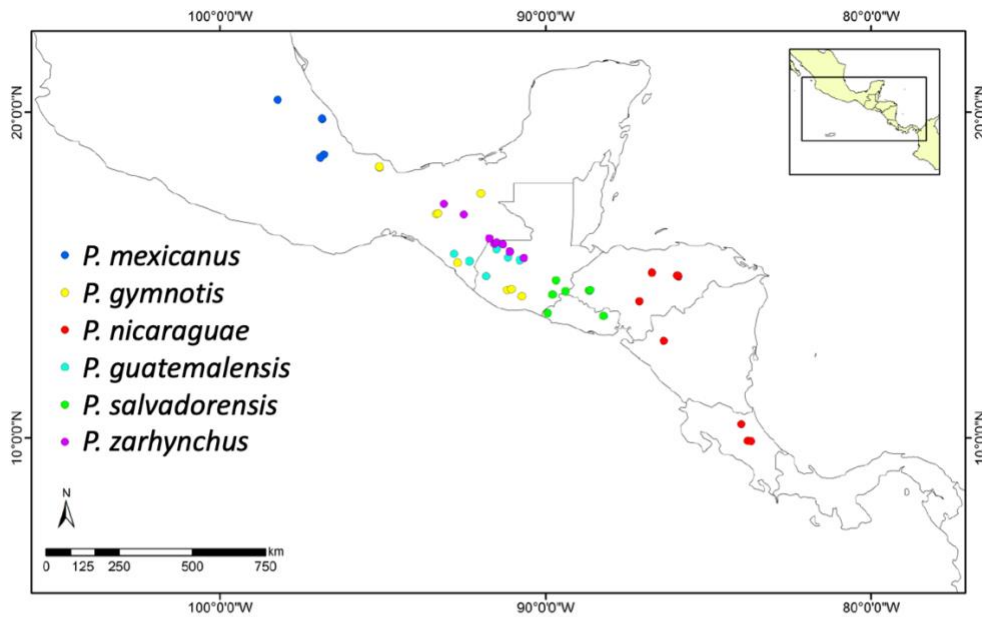 100°0'0"W 90°0'0"W 80°0'0"W
20°0'0"N 20°0'0"N
P. mexicanus
P. gymnotis
P. nicaraguae
P. guatemalensis
P. salvadorensis
P. zarhynchus
10°0'0"N 10°0'0"N
N
km
0 125 250 500 750
100°0'0"W 90°0'0"W 80°0'0"W